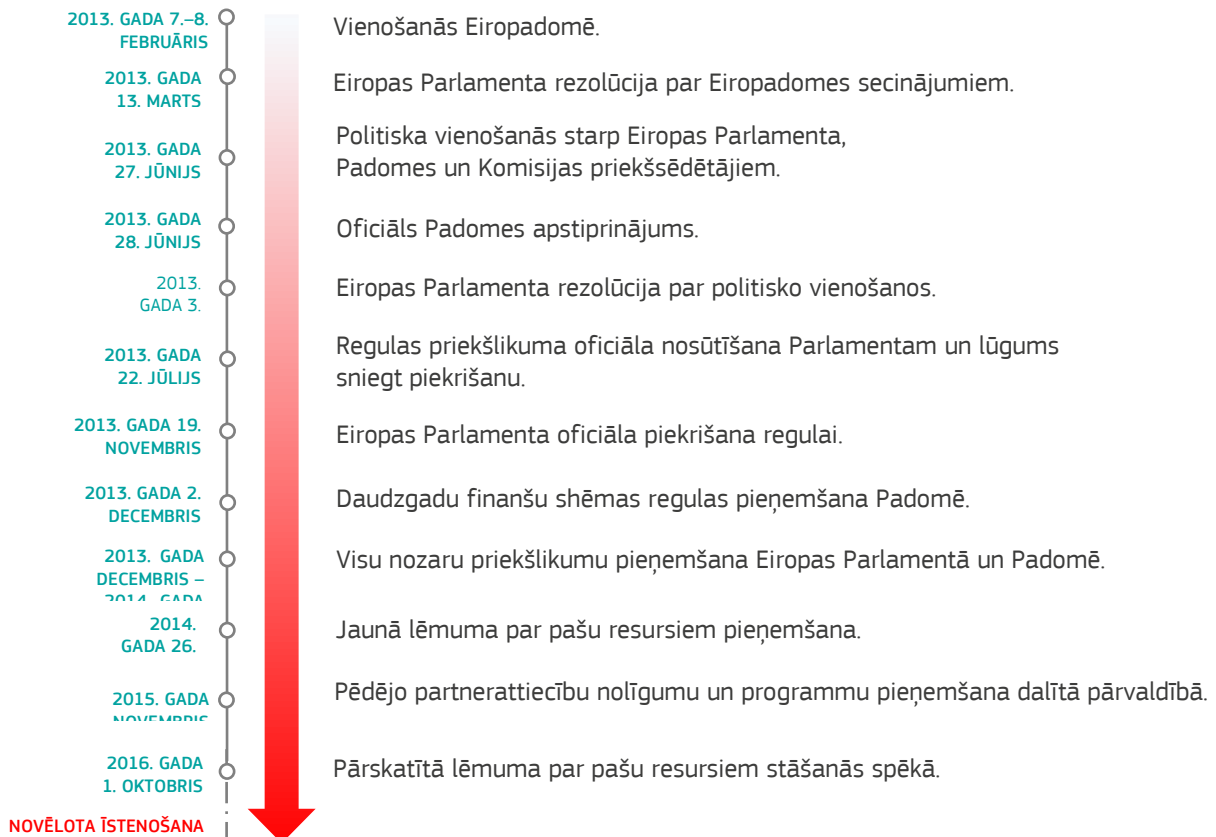 2013. GADA 7.–8.
FEBRUĀRIS
Vienošanās Eiropadomē.
2013. GADA
13. MARTS
Eiropas Parlamenta rezolūcija par Eiropadomes secinājumiem.
2013. GADA
27. JŪNIJS
Politiska vienošanās starp Eiropas Parlamenta,
Padomes un Komisijas priekšsēdētājiem.
2013. GADA
28. JŪNIJS
Oficiāls Padomes apstiprinājums.
2013.
GADA 3.
Eiropas Parlamenta rezolūcija par politisko vienošanos.
2013. GADA
22. JŪLIJS
Regulas priekšlikuma oficiāla nosūtīšana Parlamentam un lūgums
sniegt piekrišanu.
2013. GADA 19.
NOVEMBRIS
Eiropas Parlamenta oficiāla piekrišana regulai.
2013. GADA 2.
DECEMBRIS
Daudzgadu finanšu shēmas regulas pieņemšana Padomē.
2013. GADA
DECEMBRIS –
2014. GADA
Visu nozaru priekšlikumu pieņemšana Eiropas Parlamentā un Padomē.
2014.
GADA 26.
Jaunā lēmuma par pašu resursiem pieņemšana.
2015. GADA
NOVEMBRIS
Pēdējo partnerattiecību nolīgumu un programmu pieņemšana dalītā pārvaldībā.
2016. GADA
1. OKTOBRIS
Pārskatītā lēmuma par pašu resursiem stāšanās spēkā.
NOVĒLOTA ĪSTENOŠANA